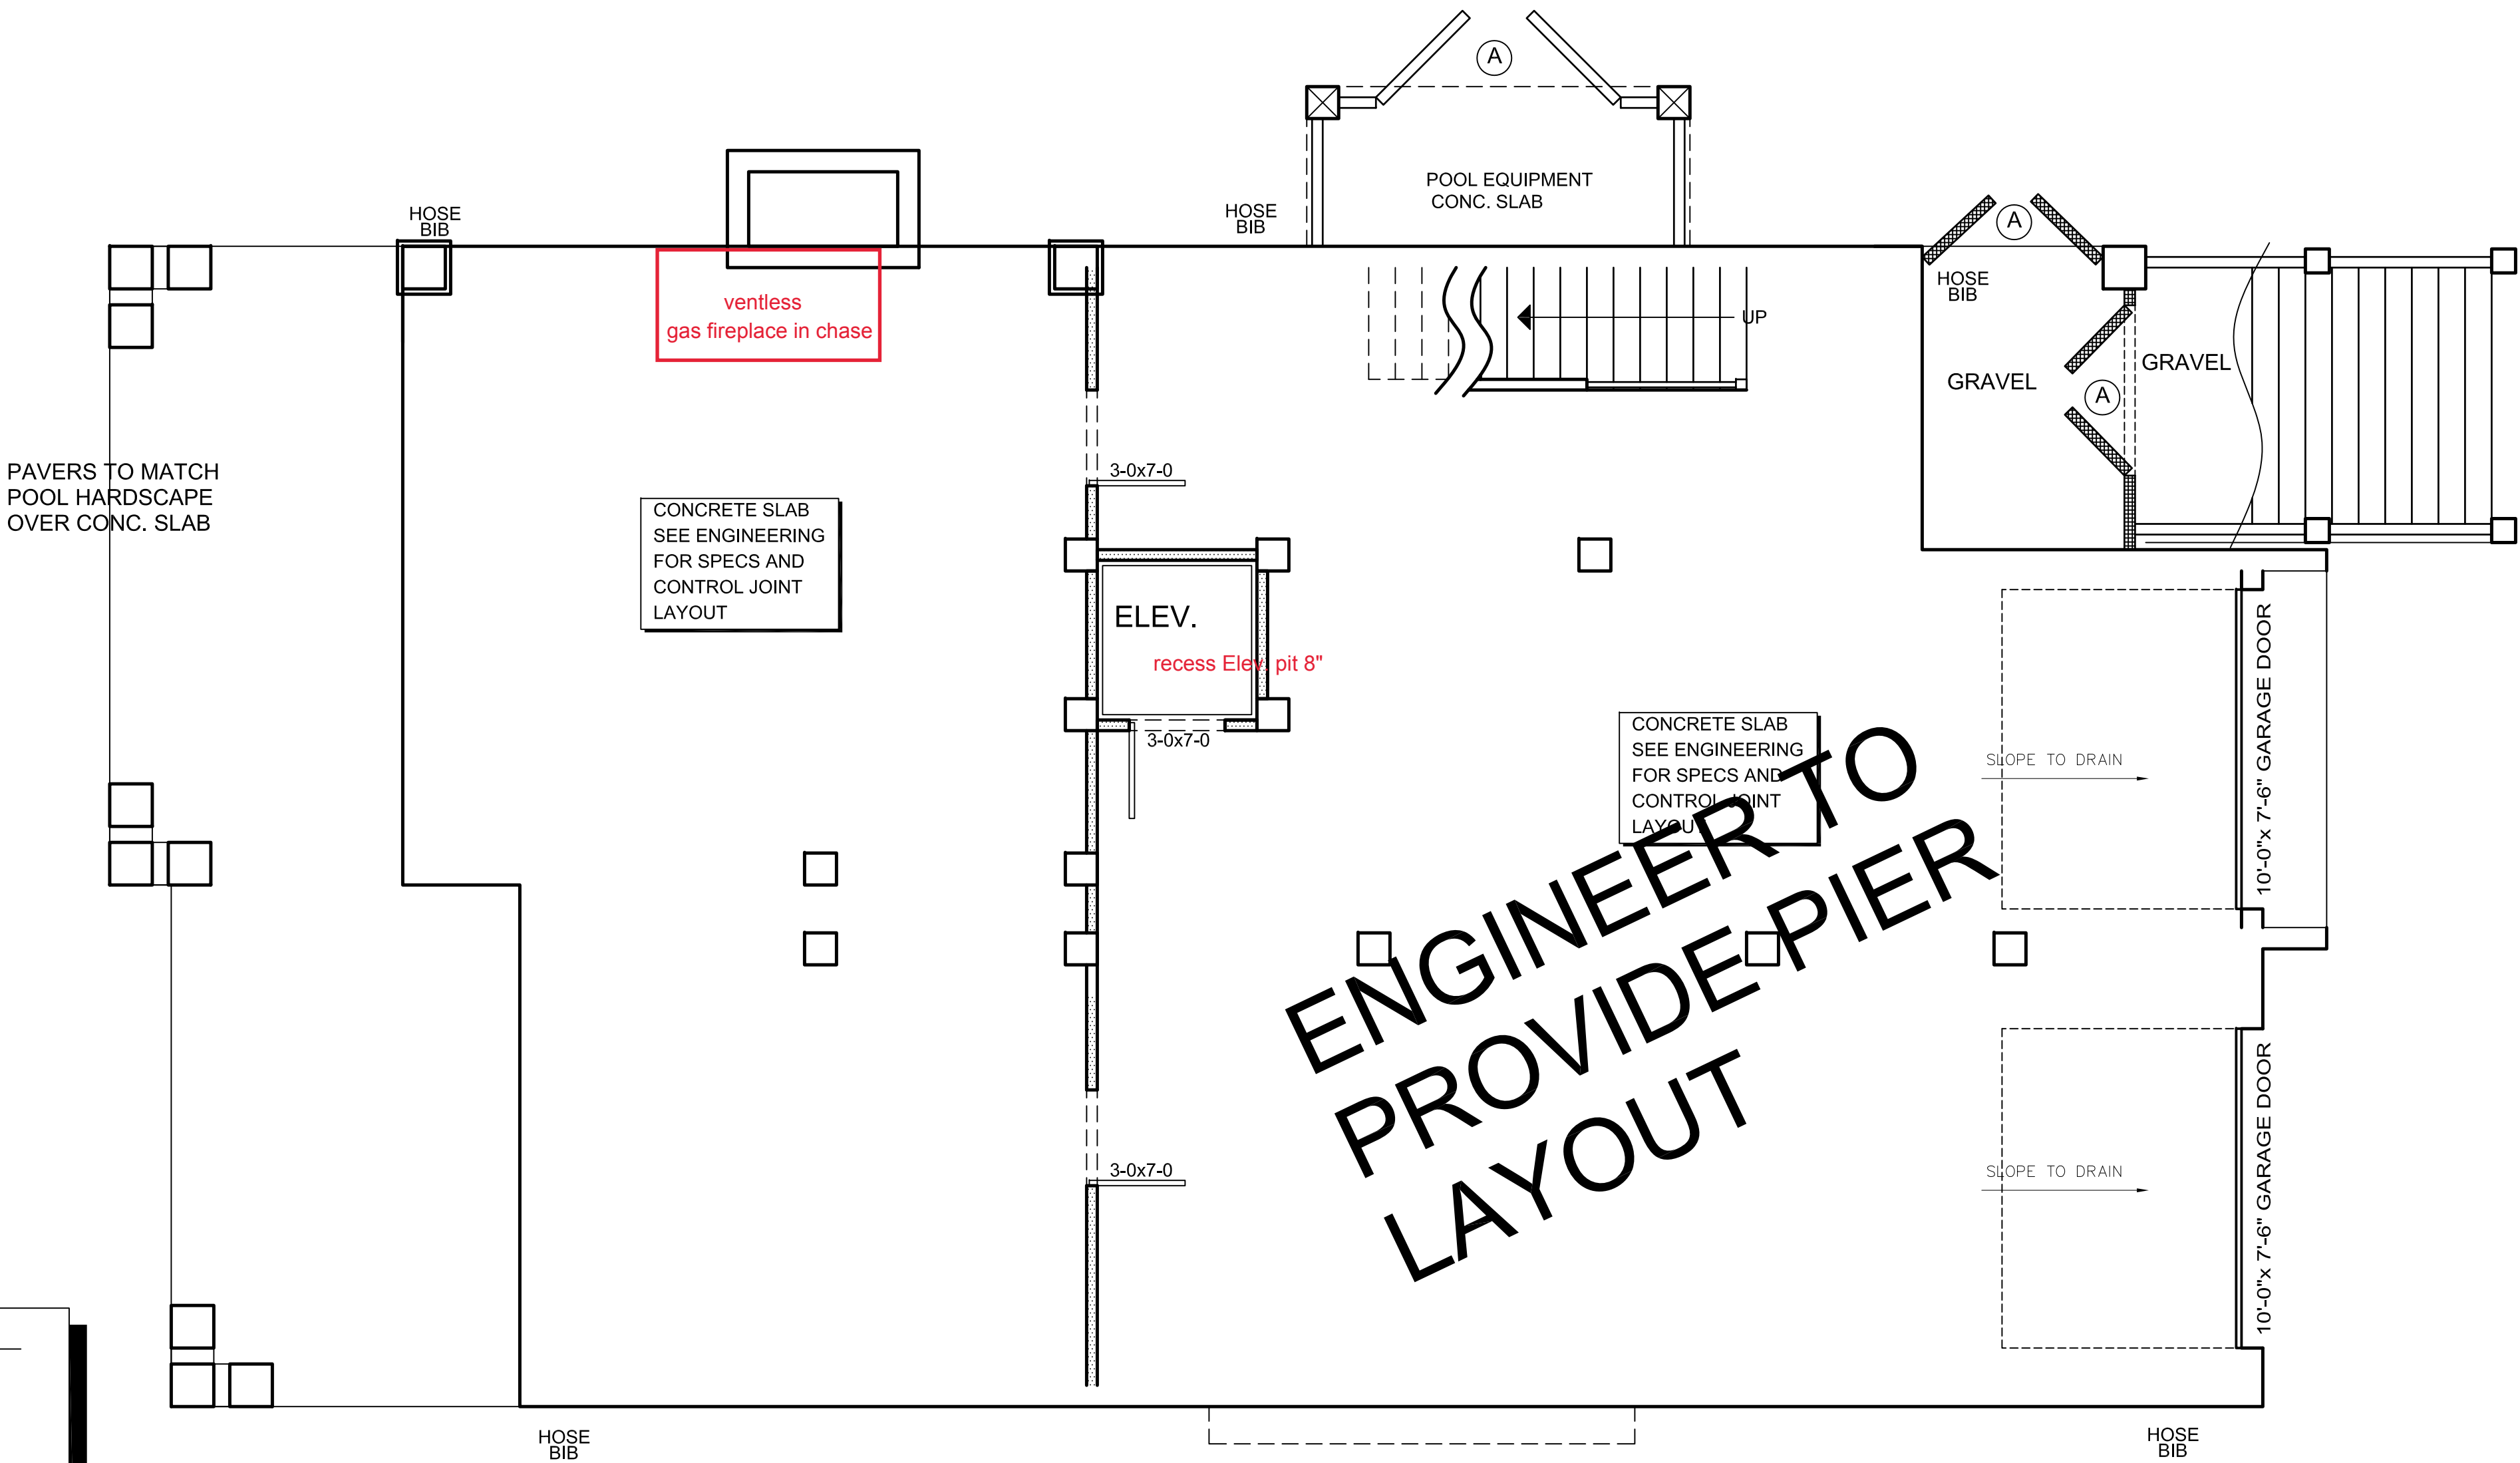 A
POOL EQUIPMENT
CONC. SLAB
HOSE
BIB
HOSE
BIB
A
HOSE
BIB
ventless
gas fireplace in chase
UP
GRAVEL
GRAVEL
A
PAVERS TO MATCH
POOL HARDSCAPE
OVER CONC. SLAB
3-0x7-0
CONCRETE SLAB
SEE ENGINEERING
FOR SPECS AND
CONTROL JOINT
LAYOUT
ELEV.
recess Elev. pit 8"
3-0x7-0
CONCRETE SLAB
SEE ENGINEERING
FOR SPECS AND
CONTROL JOINT
LAYOUT
SLOPE TO DRAIN
10'-0"x 7'-6" GARAGE DOOR
ENGINEER TO
PROVIDE PIER
LAYOUT
3-0x7-0
SLOPE TO DRAIN
10'-0"x 7'-6" GARAGE DOOR
HOSE
BIB
HOSE
BIB